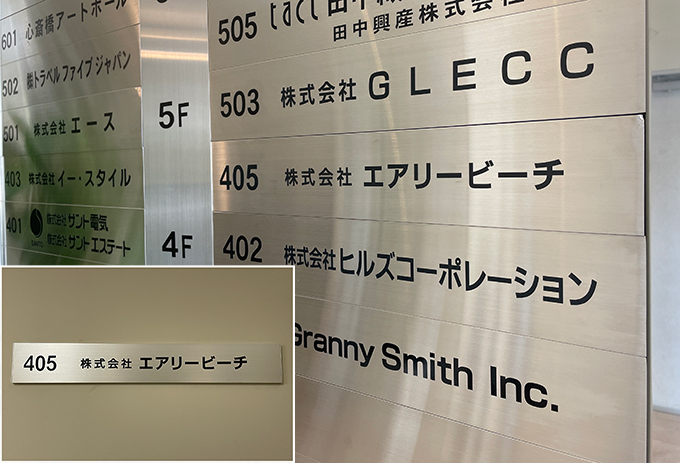 601 心斎橋アートホール
502 ㈱トラベルファイブジャパン
501 株式会社 エース
403 株式会社 イー・スタイル
401 株式会社 サント電気
株式会社 サントエステート
5F
4F
505 tact 田中
田中興産株式会社
503 株式会社 GLECC
405 株式会社 エアリービーチ
402 株式会社 ヒルズコーポレーション
Granny Smith Inc.
405 株式会社 エアリービーチ